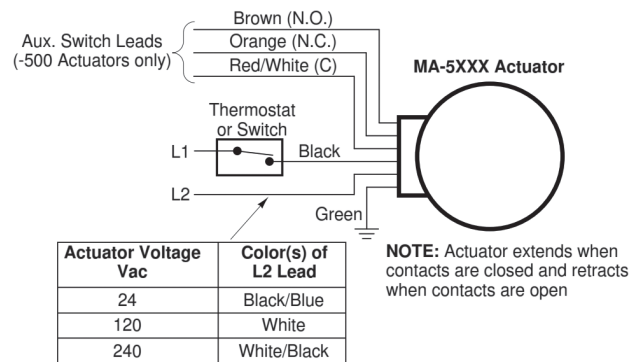 Brown (N.O.)
Aux. Switch Leads
(-500 Actuators only)
Orange (N.C.)
Red/White (C)
MA-5XXX Actuator
Thermostat
or Switch
L1
Black
L2
Green
NOTE: Actuator extends when
contacts are closed and retracts
when contacts are open
Actuator Voltage Vac | Color(s) of L2 Lead
24 | Black/Blue
120 | White
240 | White/Black